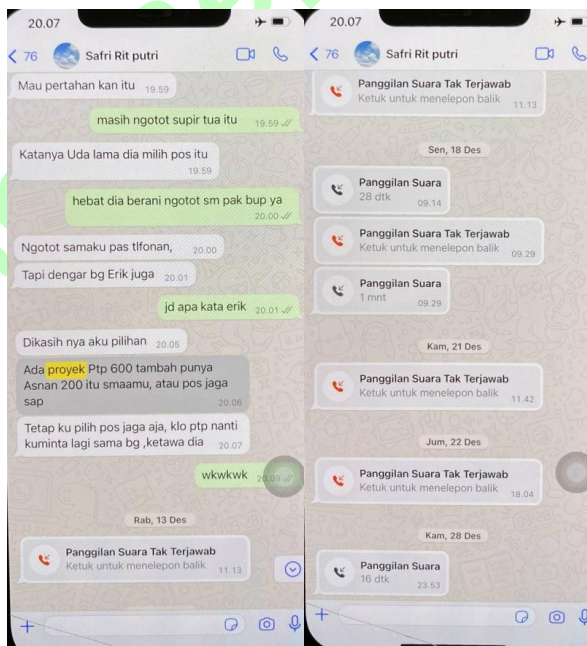 20.07
76
Safri Rit putri
Mau pertahan kan itu 19.59
masih ngotot supir tua itu 19.59
Katanya Uda lama dia milih pos itu
19.59
hebat dia berani ngotot sm pak bup ya
20.00
Ngotot samaku pas tlfonan, 20.00
Tapi dengar bg Erik juga 20.01
jd apa kata erik 20.01
Dikasih nya aku pilihan 20.05
Ada proyek Ptp 600 tambah punya
Asnan 200 itu smaamu, atau pos jaga
sap 20.06
Tetap ku pilih pos jaga aja, klo ptp nanti
kuminta lagi sama bg ,ketawa dia 20.07
wkwkwk 20.09
Rab, 13 Des
Panggilan Suara Tak Terjawab
Ketuk untuk menelepon balik 11.13
20.07
76
Safri Rit putri
Panggilan Suara Tak Terjawab
Ketuk untuk menelepon balik 11.13
Sen, 18 Des
Panggilan Suara
28 dtk 09.14
Panggilan Suara Tak Terjawab
Ketuk untuk menelepon balik 09.29
Panggilan Suara
1 mnt 09.29
Kam, 21 Des
Panggilan Suara Tak Terjawab
Ketuk untuk menelepon balik 11.42
Jum, 22 Des
Panggilan Suara Tak Terjawab
Ketuk untuk menelepon balik 18.04
Kam, 28 Des
Panggilan Suara
16 dtk 23.53